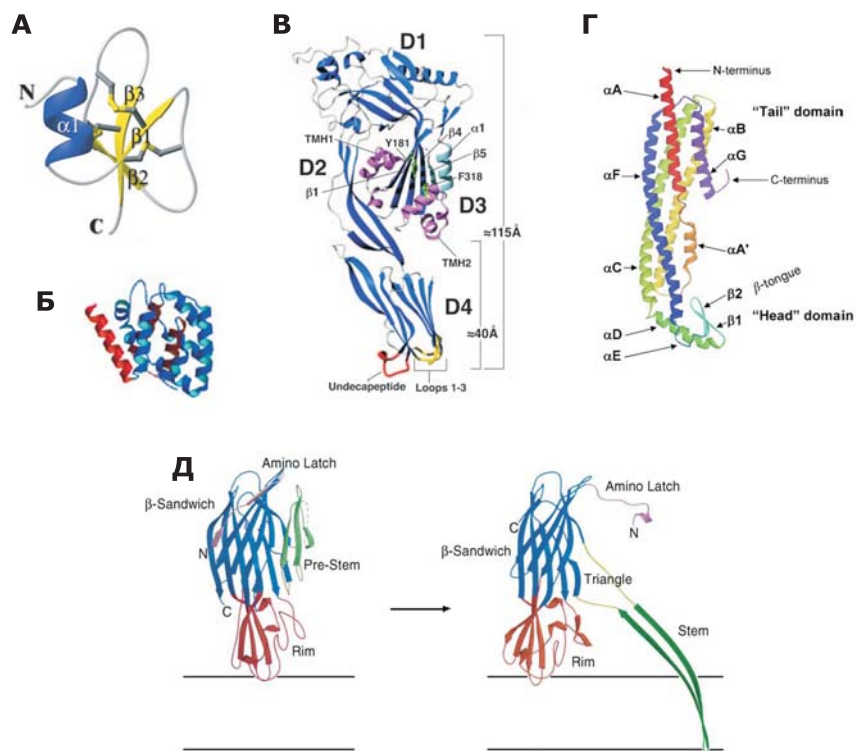 А
N
α1
β3
β1
β2
C
Б
В
D1
TMH1
Y181
β4
α1
D2
β1
β5
F318
D3
≈115Å
TMH2
D4
≈40Å
Undecapeptide
Loops 1-3
Г
N-terminus
αA
"Tail" domain
αB
αF
αG
C-terminus
αA'
αC
β2
β-tongue
β1
"Head" domain
αD
αE
Д
Amino Latch
β-Sandwich
N
Pre-Stem
C
Rim
Amino Latch
C
N
β-Sandwich
Triangle
Stem
Rim